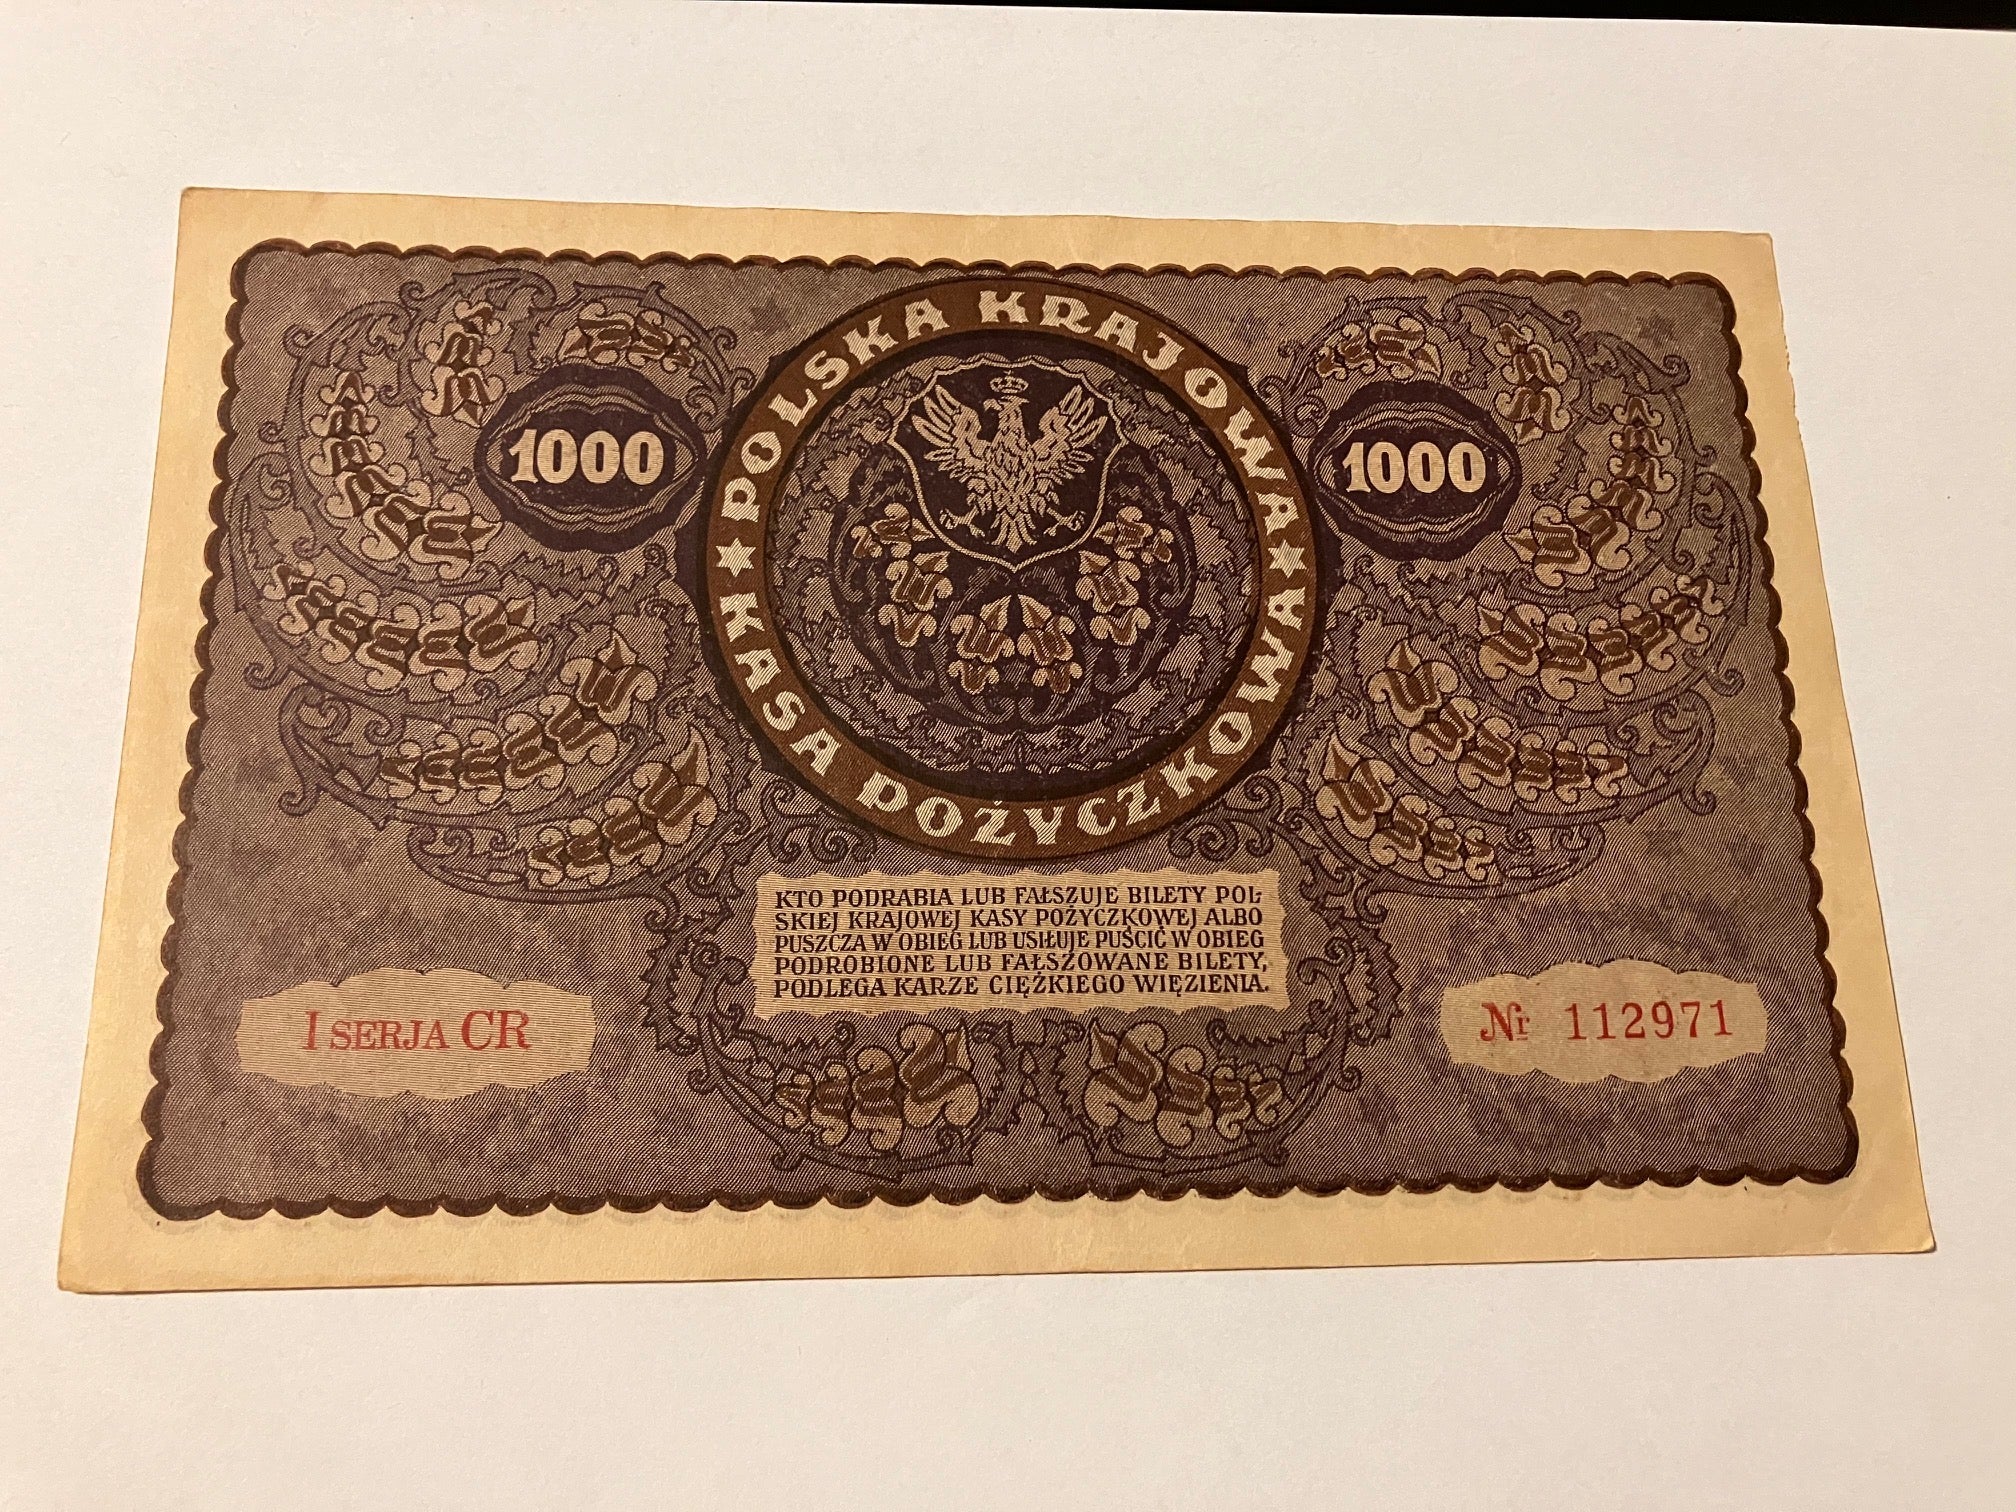 POLSKA KRAJOWA
1000
1000
KASA POŻYCZKOWA
KTO PODRABIA LUB FAŁSZUJE BILETY POL-
SKIEJ KRAJOWEJ KASY POŻYCZKOWEJ ALBO
PUSZCZA W OBIEG LUB USIŁUJE PUŚCIĆ W OBIEG
PODROBIONE LUB FAŁSZOWANE BILETY,
PODLEGA KARZE CIĘŻKIEGO WIĘZIENIA.
I SERJA CR
Nr 112971